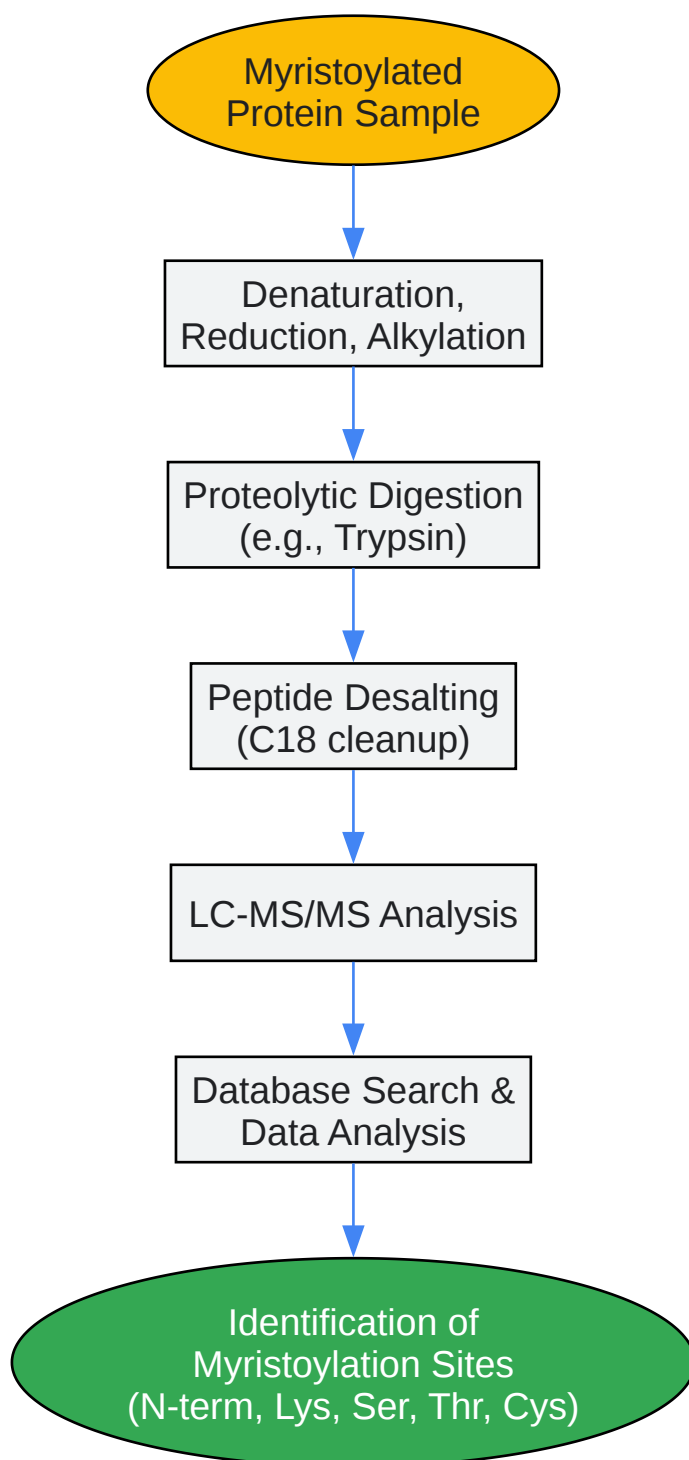 Myristoylated
Protein Sample
Denaturation,
Reduction, Alkylation
Proteolytic Digestion
(e.g., Trypsin)
Peptide Desalting
(C18 cleanup)
LC-MS/MS Analysis
Database Search &
Data Analysis
Identification of
Myristoylation Sites
(N-term, Lys, Ser, Thr, Cys)